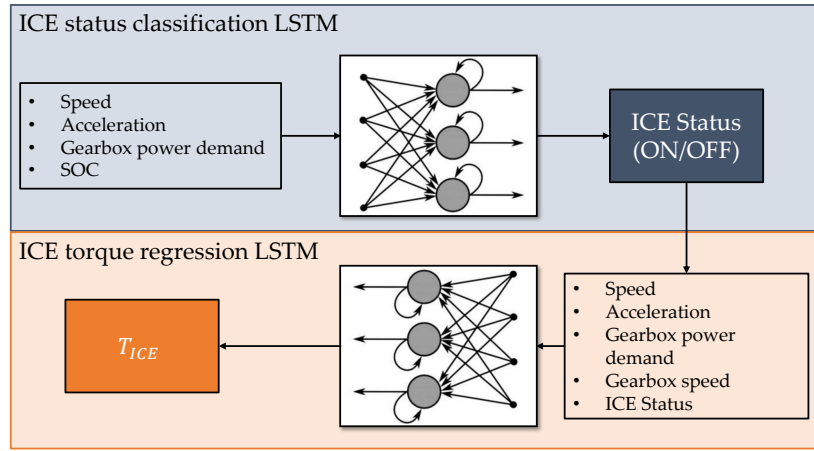 ICE status classification LSTM
• Speed
• Acceleration
• Gearbox power demand
• SOC
ICE Status
(ON/OFF)
ICE torque regression LSTM
• Speed
• Acceleration
• Gearbox power
demand
• Gearbox speed
• ICE Status
T_ICE